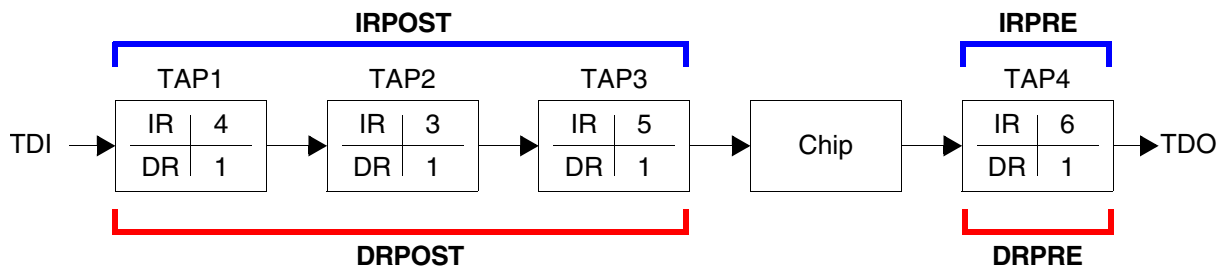 IRPOST IRPRE
TAP1 TAP2 TAP3 TAP4
IR 4 IR 3 IR 5 IR 6
TDI Chip TDO
DR 1 DR 1 DR 1 DR 1
DRPOST DRPRE